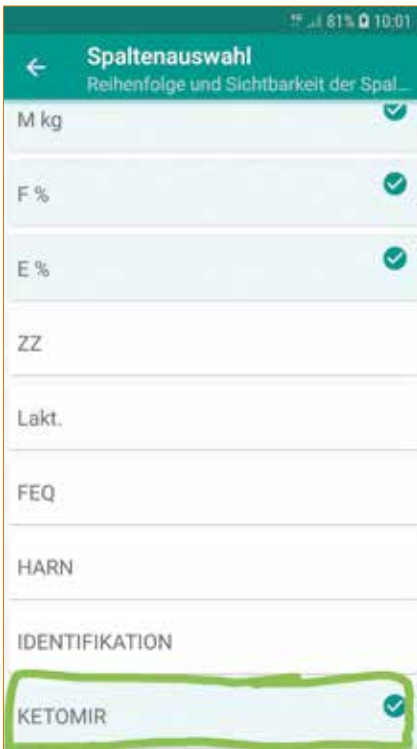 81% 10:01
Spaltenauswahl
Reihenfolge und Sichtbarkeit der Spal...
M kg
F %
E %
ZZ
Lakt.
FEQ
HARN
IDENTIFIKATION
KETOMIR